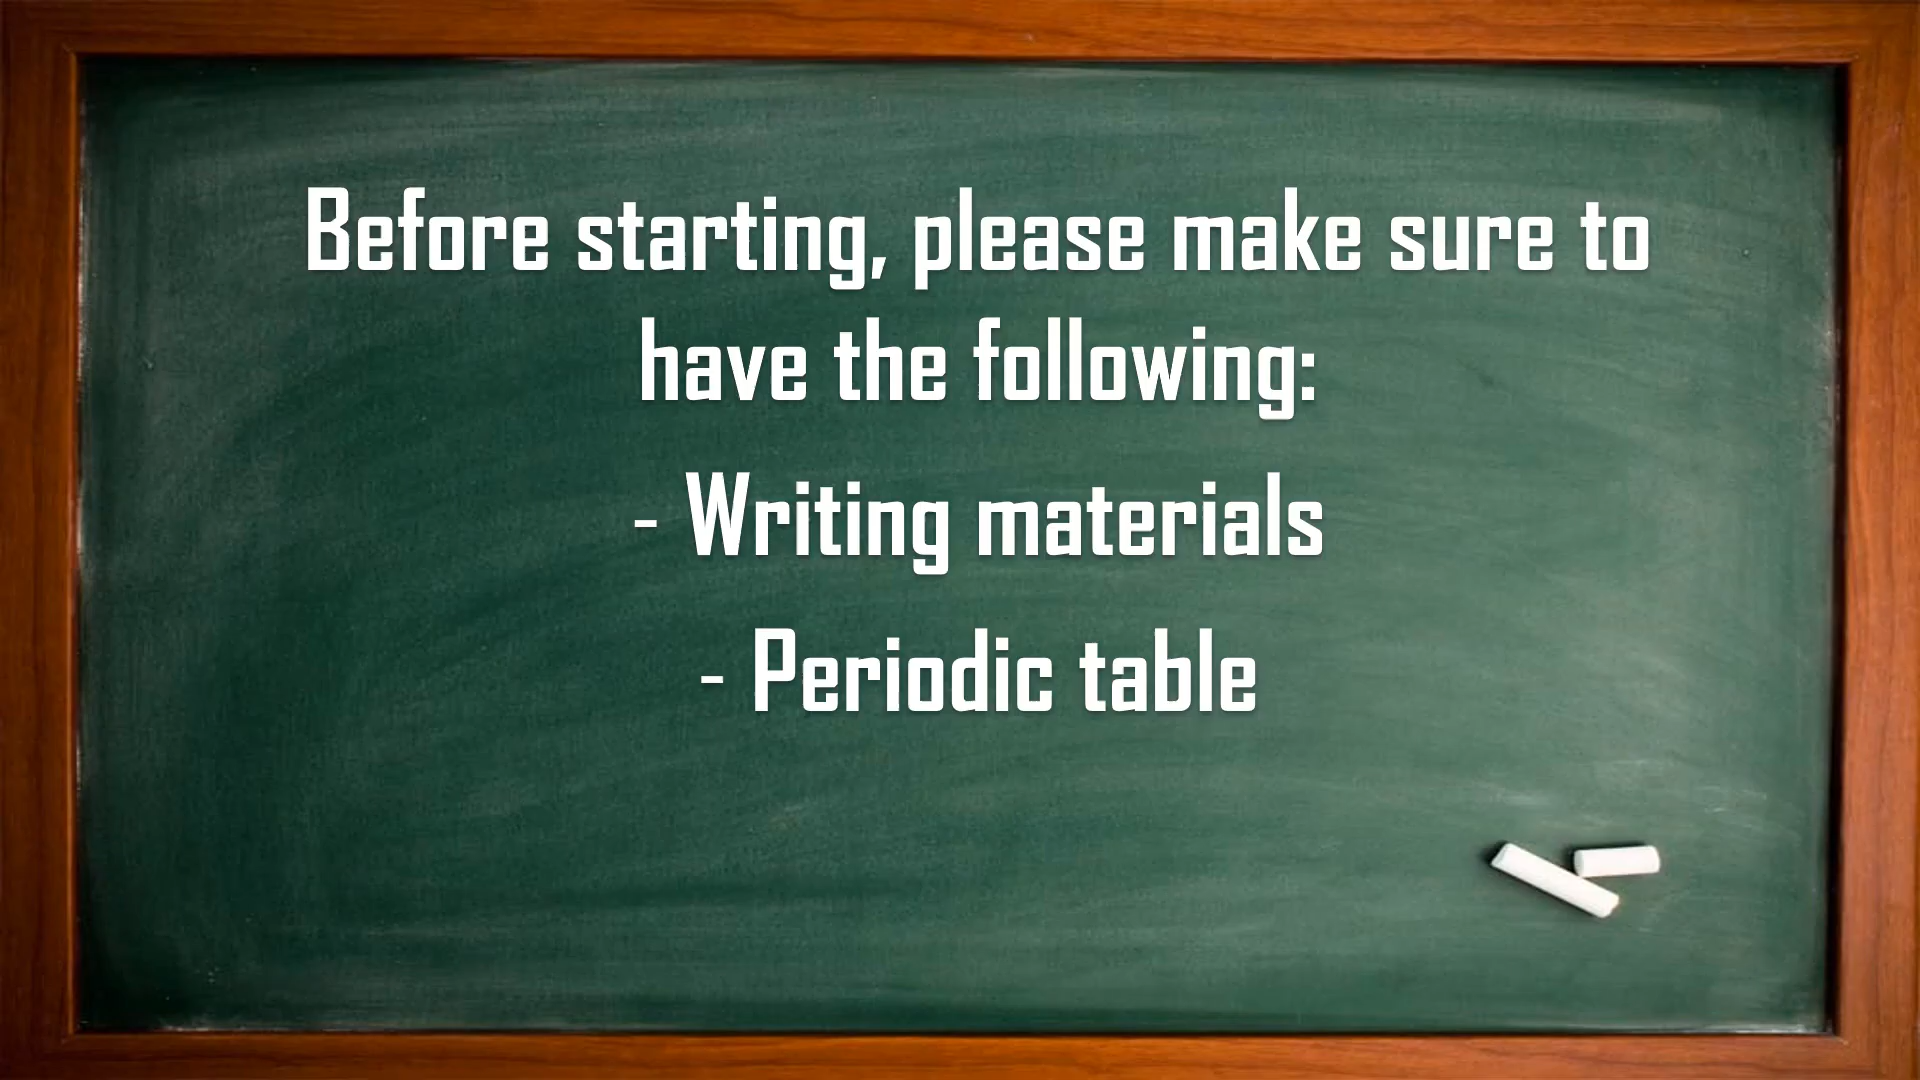 Before starting, please make sure to
have the following:
- Writing materials
- Periodic table